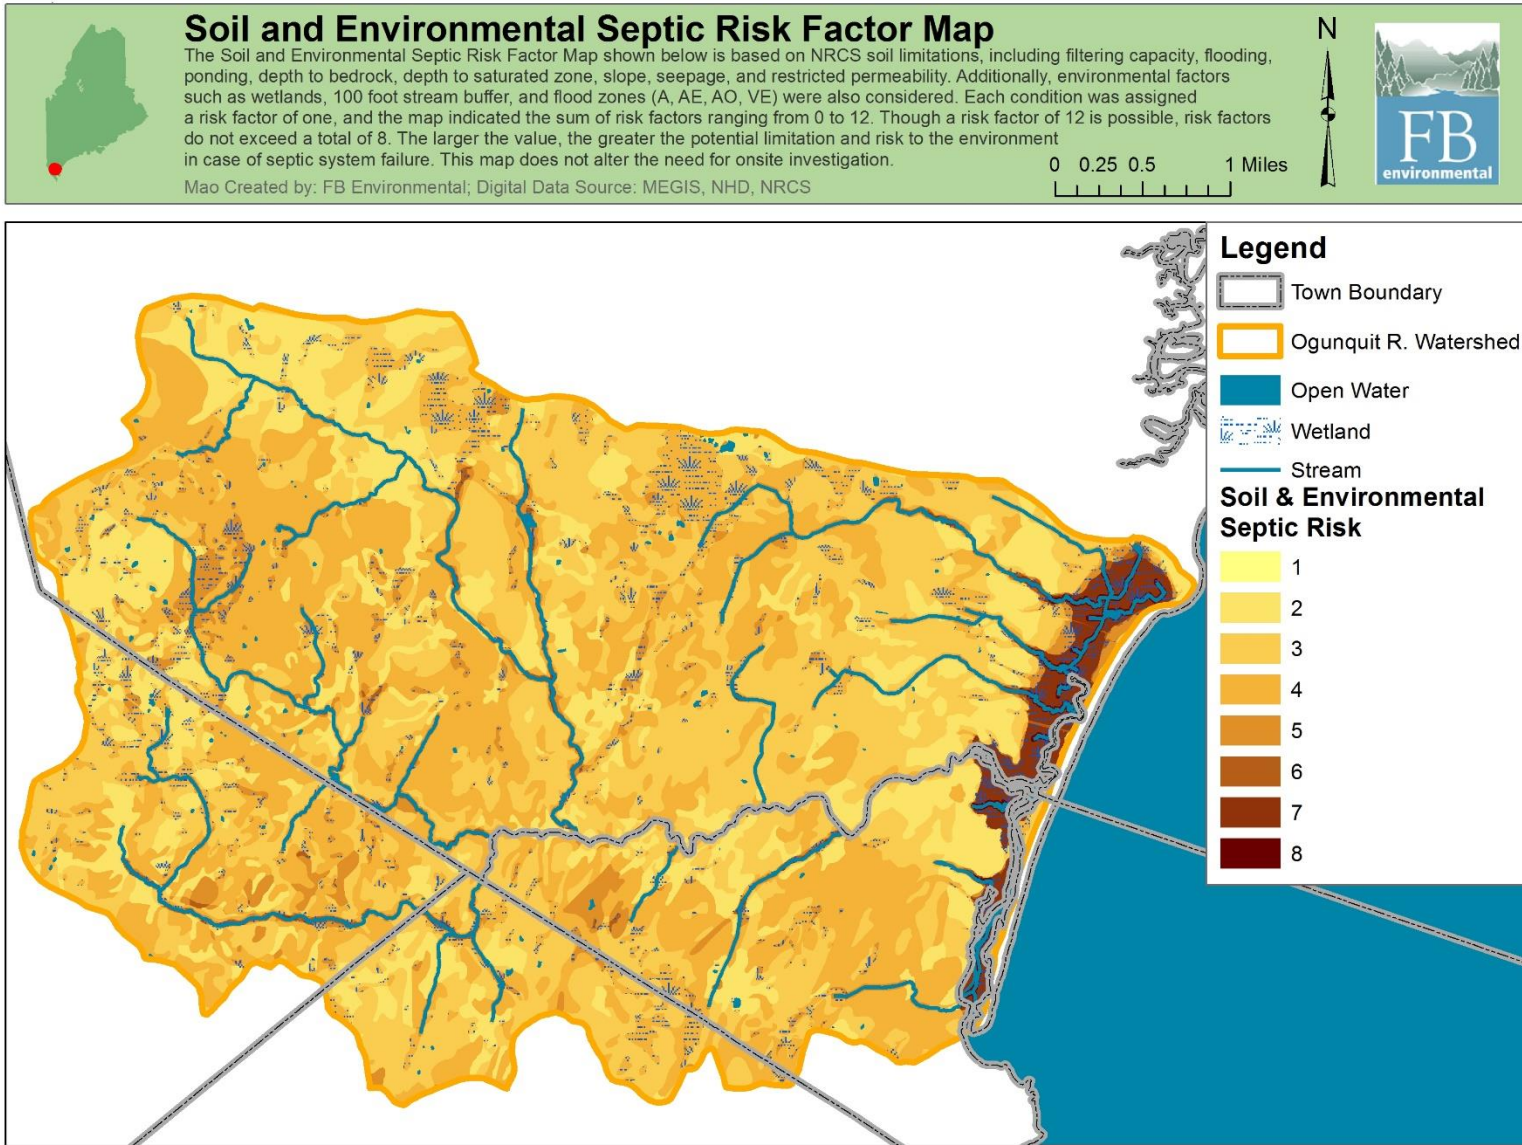 Soil and Environmental Septic Risk Factor Map
The Soil and Environmental Septic Risk Factor Map shown below is based on NRCS soil limitations, including filtering capacity, flooding,
ponding, depth to bedrock, depth to saturated zone, slope, seepage, and restricted permeability. Additionally, environmental factors
such as wetlands, 100 foot stream buffer, and flood zones (A, AE, AO, VE) were also considered. Each condition was assigned
a risk factor of one, and the map indicated the sum of risk factors ranging from 0 to 12. Though a risk factor of 12 is possible, risk factors
do not exceed a total of 8. The larger the value, the greater the potential limitation and risk to the environment
in case of septic system failure. This map does not alter the need for onsite investigation.
Mao Created by: FB Environmental; Digital Data Source: MEGIS, NHD, NRCS
0 0.25 0.5 1 Miles
N
FB
environmental
Legend
Town Boundary
Ogunquit R. Watershed
Open Water
Wetland
Stream
Soil & Environmental
Septic Risk
1
2
3
4
5
6
7
8